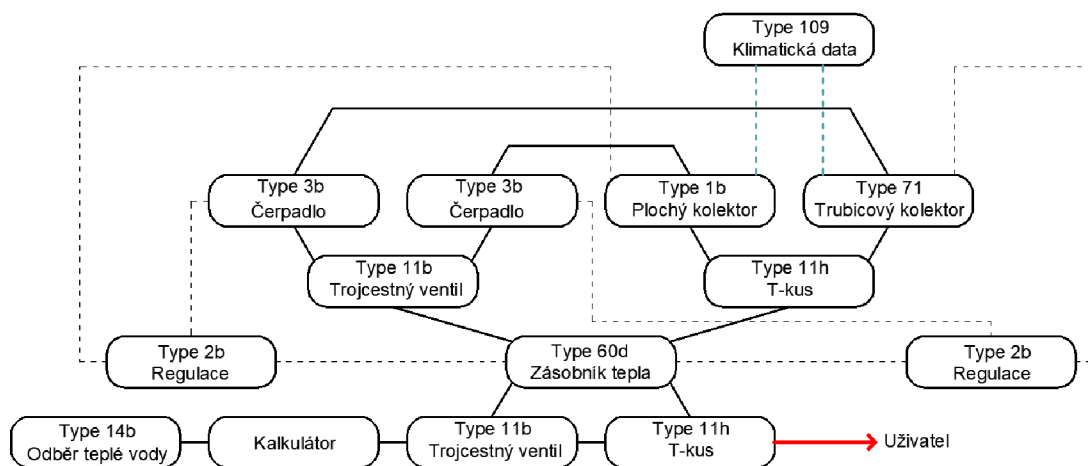 Type 109
Klimatická data
Type 3b
Čerpadlo
Type 3b
Čerpadlo
Type 1b
Plochý kolektor
Type 71
Trubicový kolektor
Type 11b
Trojcestný ventil
Type 11h
T-kus
Type 2b
Regulace
Type 60d
Zásobník tepla
Type 2b
Regulace
Type 14b
Odběr teplé vody
Kalkulátor
Type 11b
Trojcestný ventil
Type 11h
T-kus
Uživatel